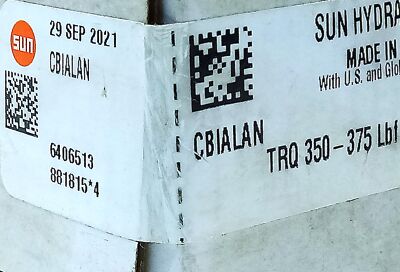 sun
29 SEP 2021
CBIALAN
6406513
881815*4
SUN HYDRA
MADE IN
With U.S. and Glo
CBIALAN
TRQ 350-375 Lbf